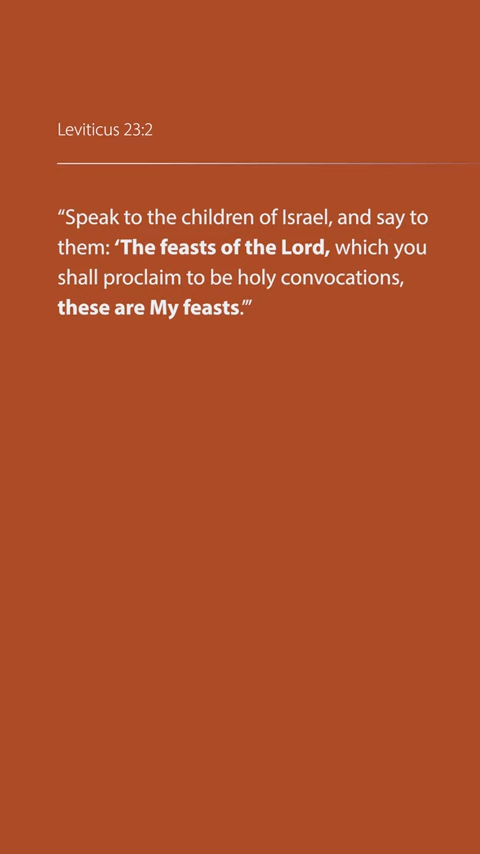 Leviticus 23:2
“Speak to the children of Israel, and say to
them: ‘The feasts of the Lord, which you
shall proclaim to be holy convocations,
these are My feasts.’”